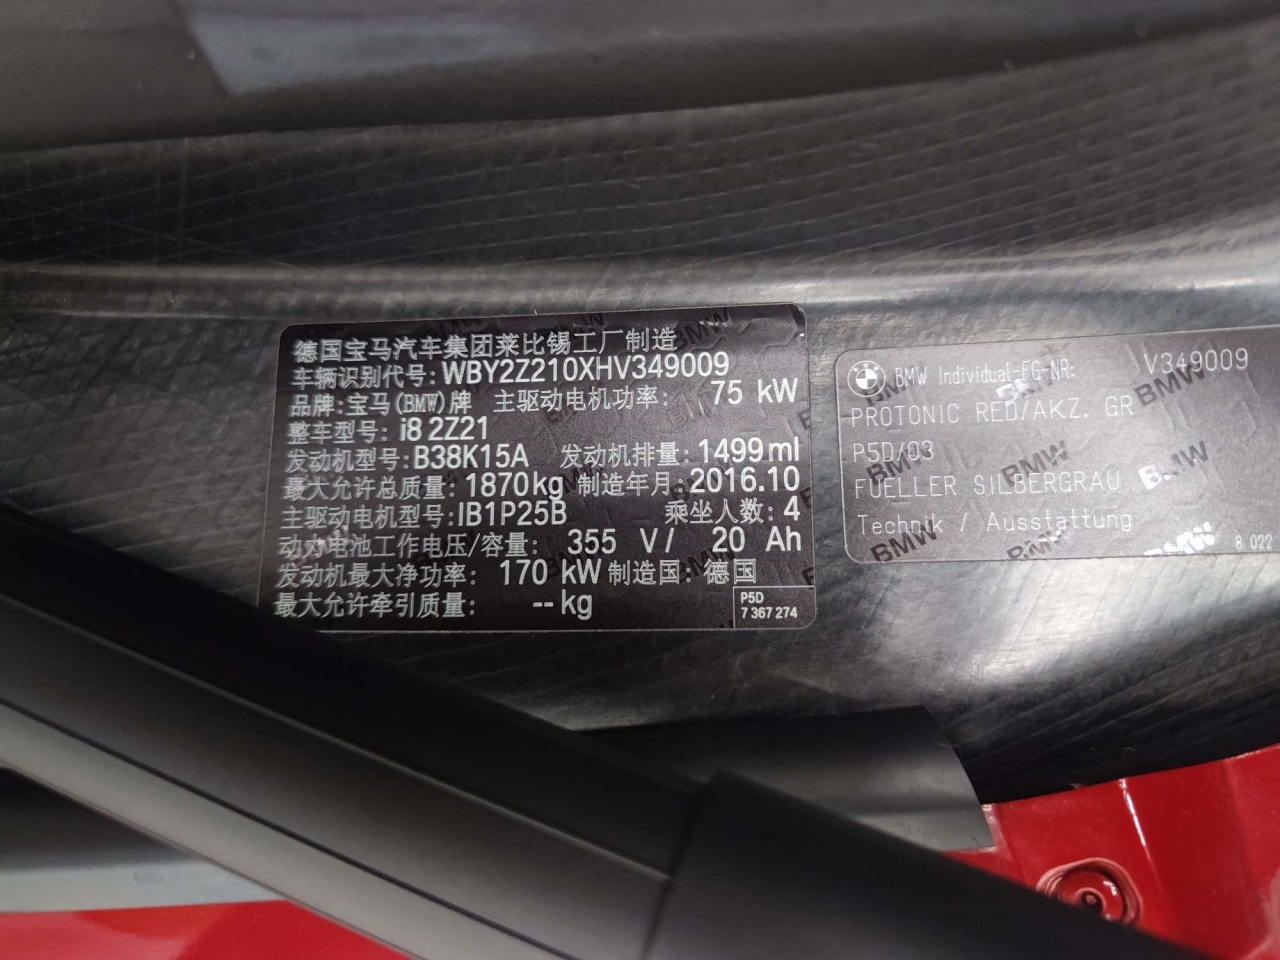 德国宝马汽车集团莱比锡工厂制造
车辆识别代号: WBY2Z210XHV349009
品牌: 宝马(BMW)牌 主驱动电机功率: 75 kW
整车型号: i8 2Z21
发动机型号: B38K15A 发动机排量: 1499ml
最大允许总质量: 1870kg 制造年月: 2016.10
主驱动电机型号: IB1P25B 乘坐人数: 4
动力电池工作电压/容量: 355 V/ 20 Ah
发动机最大净功率: 170 kW 制造国: 德国
最大允许牵引质量: -- kg
P5D
7 367 274
BMW Individual-FG-NR: V349009
PROTONIC RED/AKZ. GR
P5D/03
FUELLER SILBERGRAU
Technik / Ausstattung
8.022